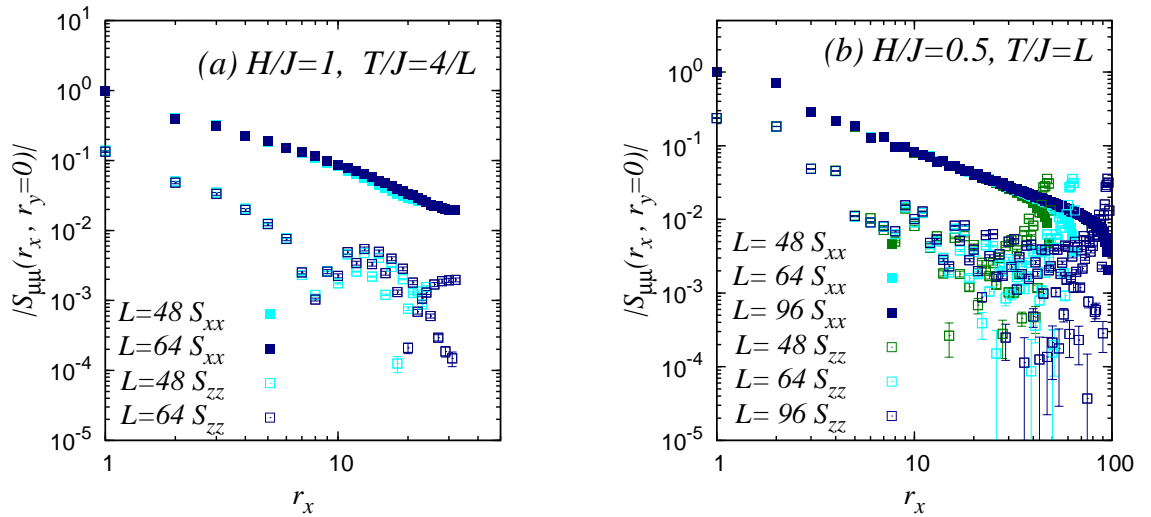 (a) H/J=1, T/J=4/L
|S_μμ(r_x, r_y=0)|
10^1
10^0
10^-1
10^-2
10^-3
10^-4
10^-5
L=48 S_xx
L=64 S_xx
L=48 S_zz
L=64 S_zz
1
10
r_x
(b) H/J=0.5, T/J=L
|S_μμ(r_x, r_y=0)|
10^0
10^-1
10^-2
10^-3
10^-4
10^-5
L= 48 S_xx
L= 64 S_xx
L= 96 S_xx
L= 48 S_zz
L= 64 S_zz
L= 96 S_zz
1
10
100
r_x